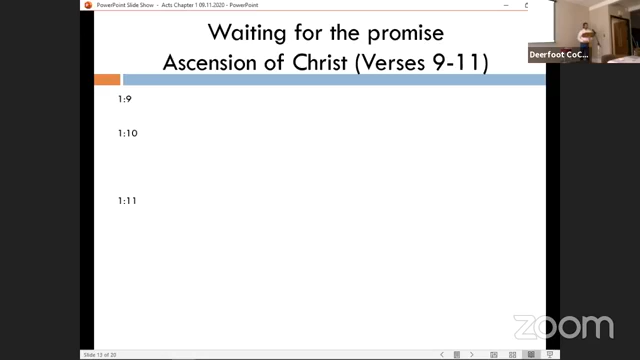 PowerPoint Slide Show - Acts Chapter 1 09.11.2020 - PowerPoint
Deerfoot CoC...
Waiting for the promise
Ascension of Christ (Verses 9-11)
1:9
1:10
1:11
zoom
Slide 13 of 20